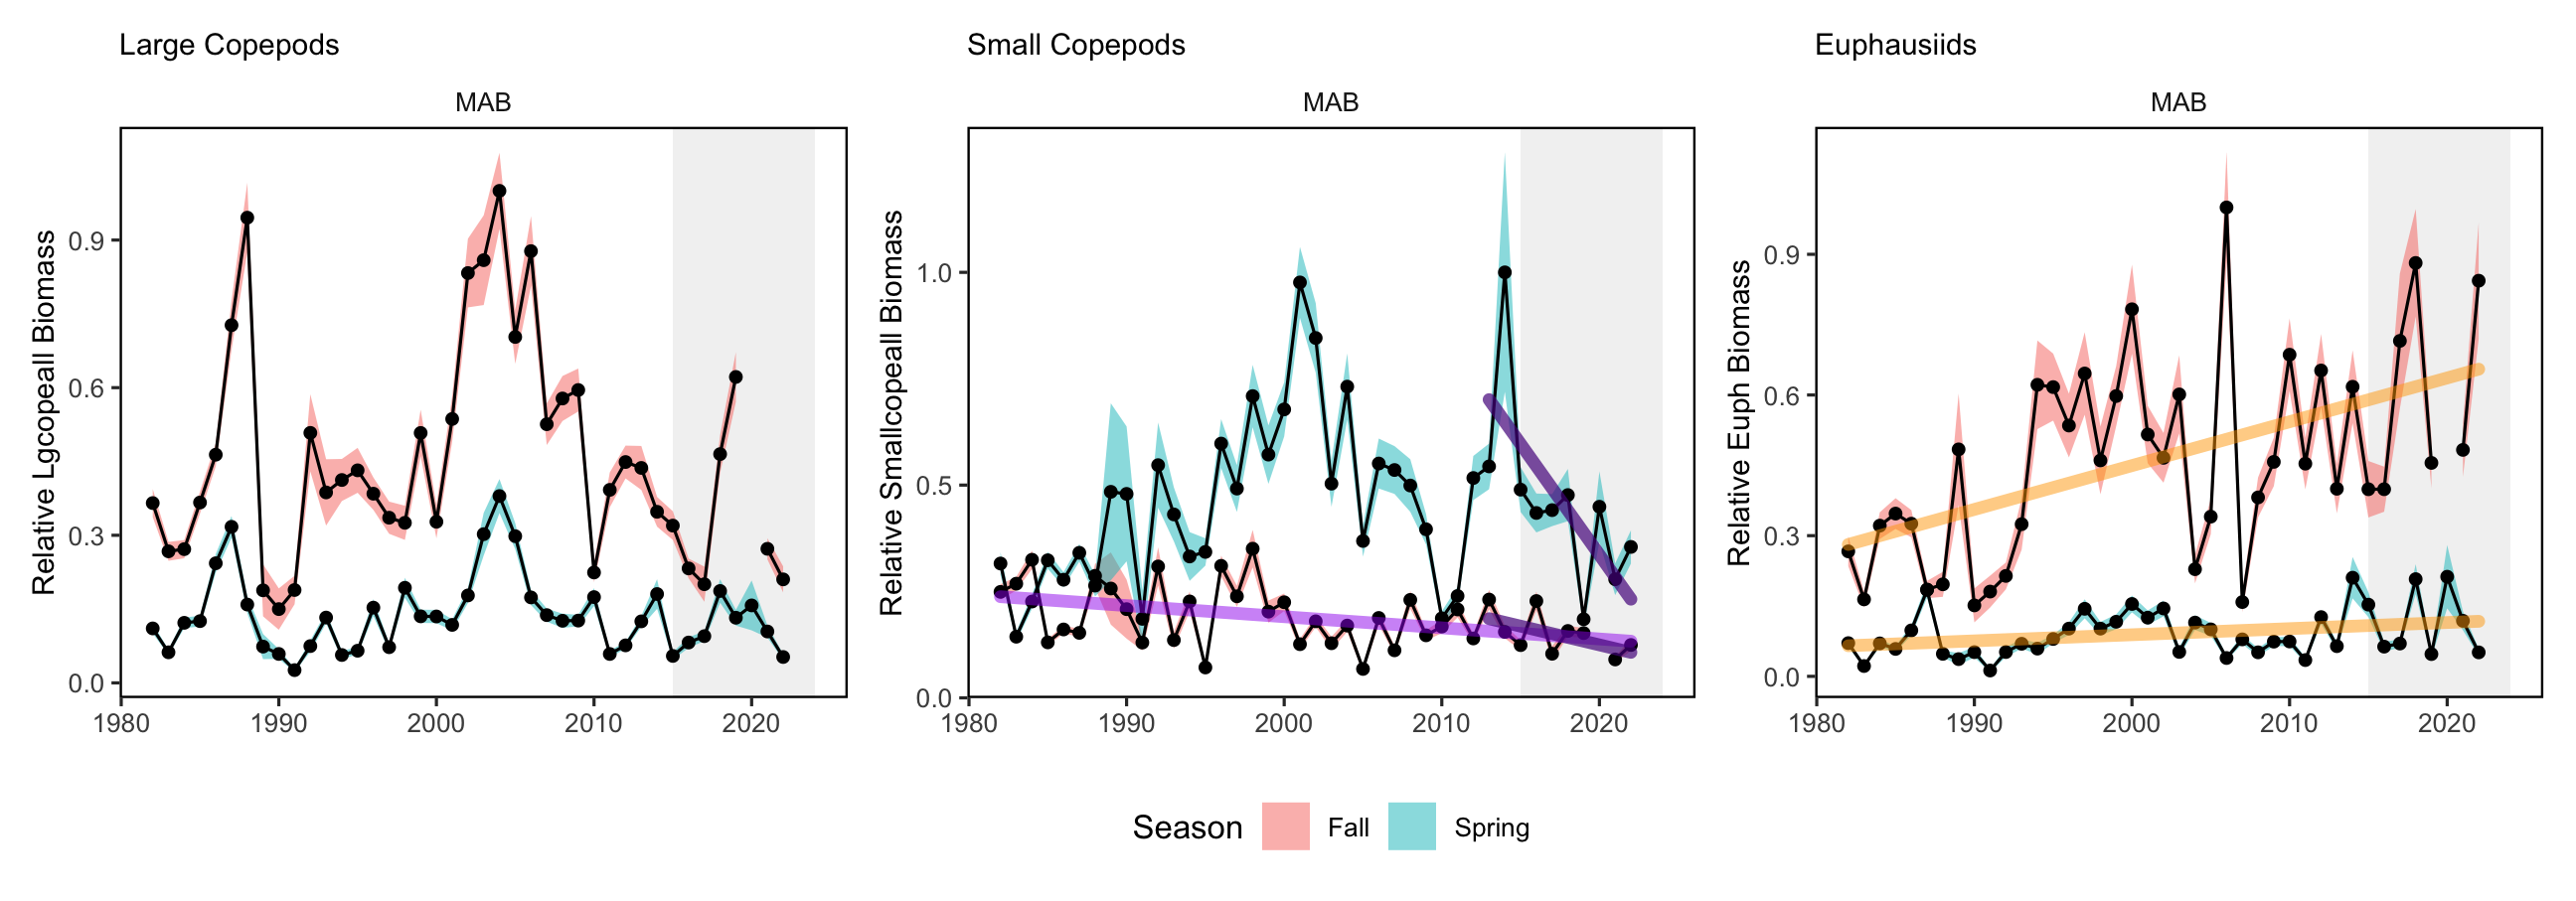 Large Copepods
MAB
Relative Lgcopeall Biomass
0.9
0.6
0.3
0.0
1980 1990 2000 2010 2020
Small Copepods
MAB
Relative Smallcopeall Biomass
1.0
0.5
0.0
1980 1990 2000 2010 2020
Euphausiids
MAB
Relative Euph Biomass
0.9
0.6
0.3
0.0
1980 1990 2000 2010 2020
Season Fall Spring